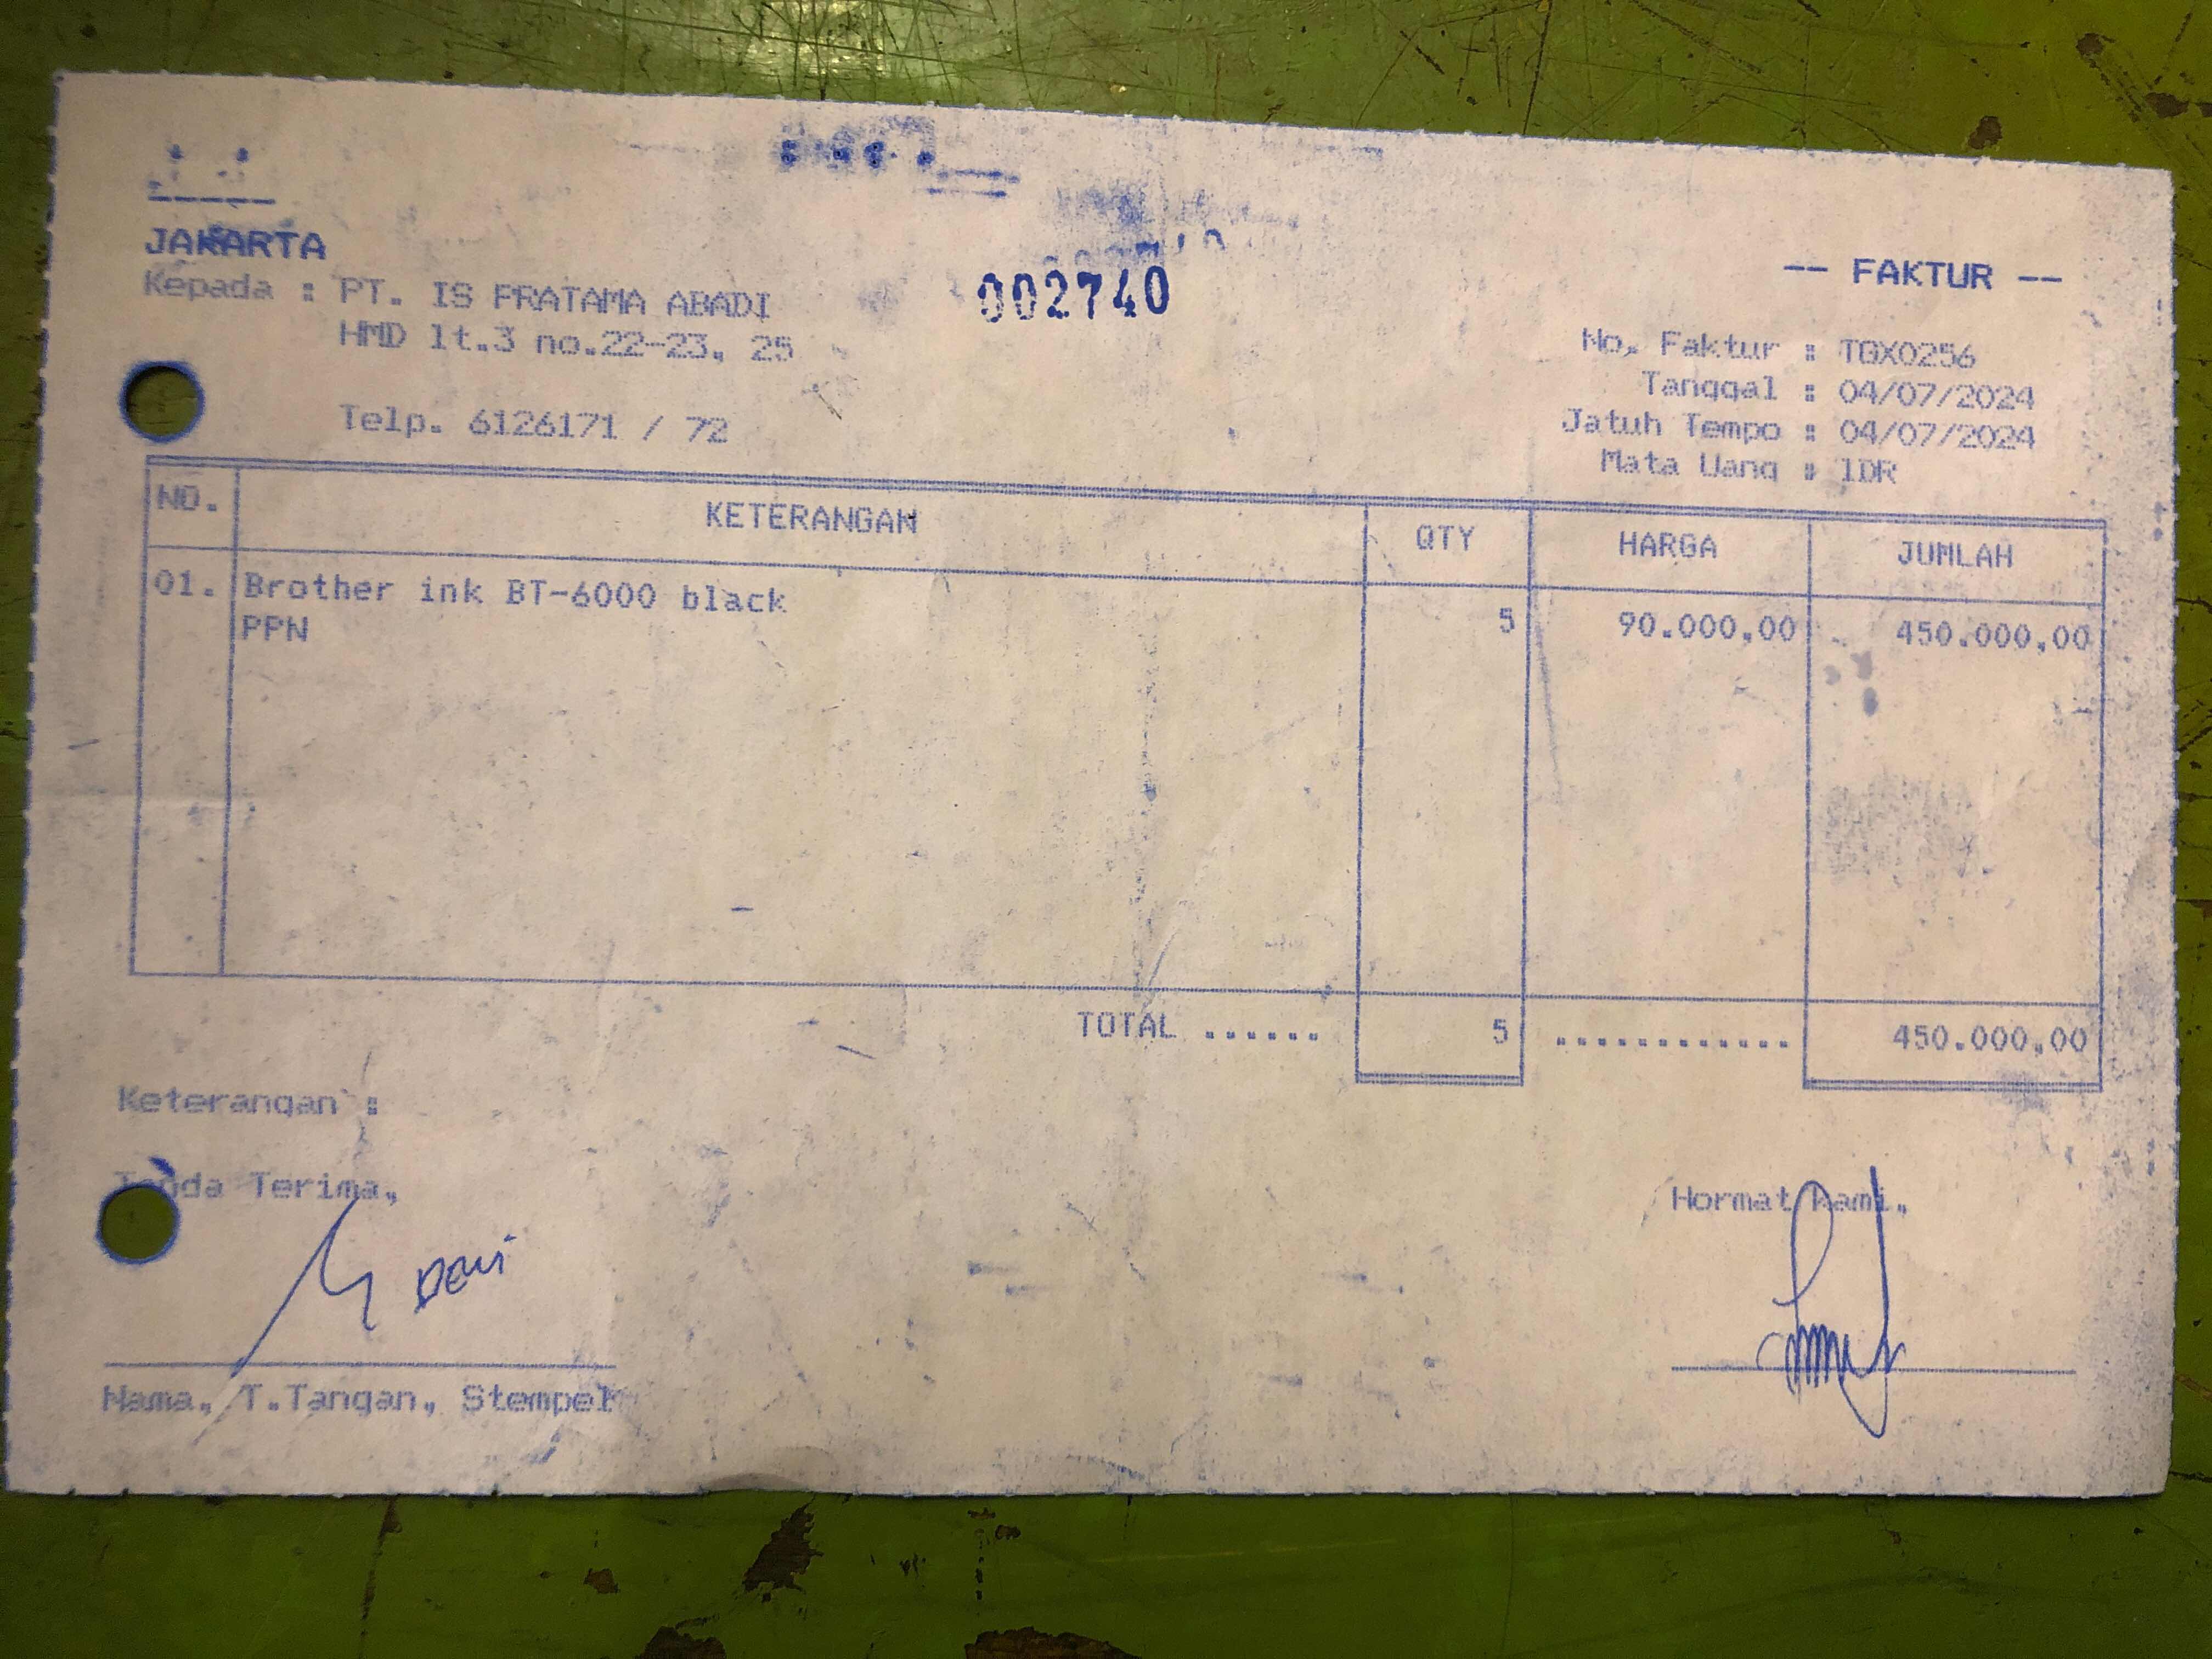 JAKARTA
Kepada : PT. IS PRATAMA ABADI
HMD lt.3 no.22-23, 25
Telp. 6126171 / 72
002740
-- FAKTUR --
No. Faktur : TGX0256
Tanggal : 04/07/2024
Jatuh Tempo : 04/07/2024
Mata Uang : IDR
NO. KETERANGAN QTY HARGA JUMLAH
01. Brother ink BT-6000 black
PPN 5 90.000,00 450.000,00
TOTAL ...... 5 ............. 450.000,00
Keterangan :
Tanda Terima, Hormat Kami,
Dewi
Nama, T.Tangan, Stempel